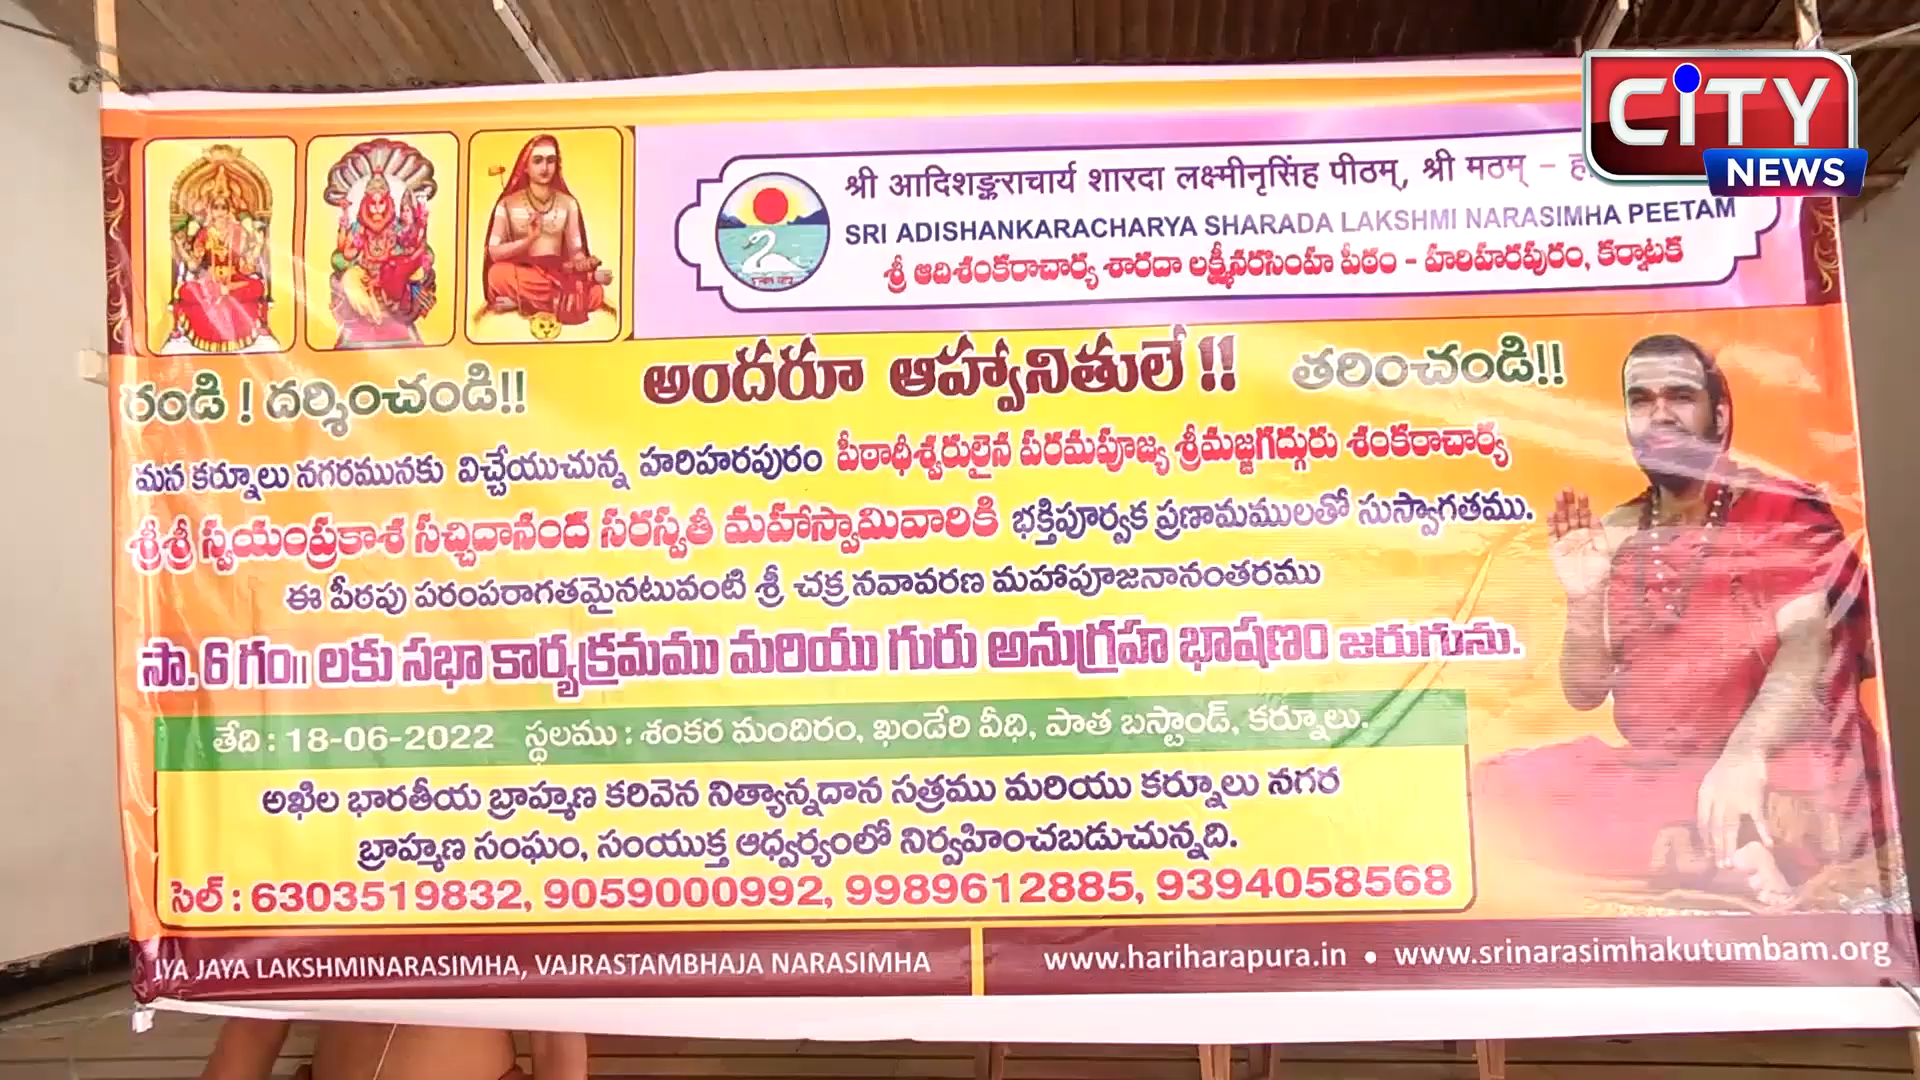 CITY
NEWS
श्री आदिशङ्कराचार्य शारदा लक्ष्मीनृसिंह पीठम्, श्री मठम् -
SRI ADISHANKARACHARYA SHARADA LAKSHMI NARASIMHA PEETAM
శ్రీ ఆదిశంకరాచార్య శారదా లక్ష్మీనరసింహ పీఠం - హరిహరపురం, కర్నాటక
రండి ! దర్శించండి!! అందరూ ఆహ్వానితులే !! తరించండి!!
మన కర్నూలు నగరమునకు విచ్చేయుచున్న హరిహరపురం పీఠాధీశ్వరులైన పరమపూజ్య శ్రీమజ్జగద్గురు శంకరాచార్య
శ్రీశ్రీ స్వయంప్రకాశ సచ్చిదానంద సరస్వతీ మహాస్వామివారికి భక్తిపూర్వక ప్రణామములతో సుస్వాగతము.
ఈ పీఠపు పరంపరాగతమైనటువంటి శ్రీ చక్ర నవావరణ మహాపూజనానంతరము
సా. 6 గం॥ లకు సభా కార్యక్రమము మరియు గురు అనుగ్రహ భాషణం జరుగును.
తేది : 18-06-2022 స్థలము : శంకర మందిరం, ఖండేరి వీధి, పాత బస్టాండ్, కర్నూలు.
అఖిల భారతీయ బ్రాహ్మణ కరివెన నిత్యాన్నదాన సత్రము మరియు కర్నూలు నగర
బ్రాహ్మణ సంఘం, సంయుక్త ఆధ్వర్యంలో నిర్వహించబడుచున్నది.
సెల్ : 6303519832, 9059000992, 9989612885, 9394058568
JAYA LAKSHMINARASIMHA, VAJRASTAMBHAJA NARASIMHA
www.hariharapura.in • www.srinarasimhakutumbam.org